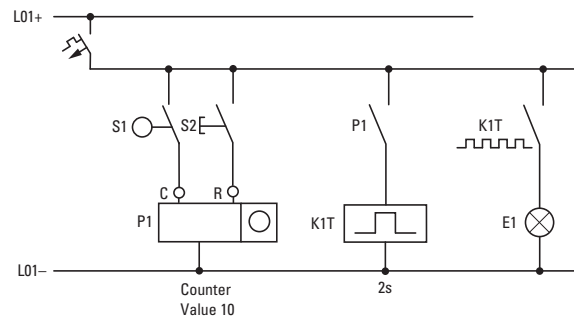 L01+
S1
S2
P1
K1T
C
R
P1
K1T
E1
L01–
Counter
Value 10
2s